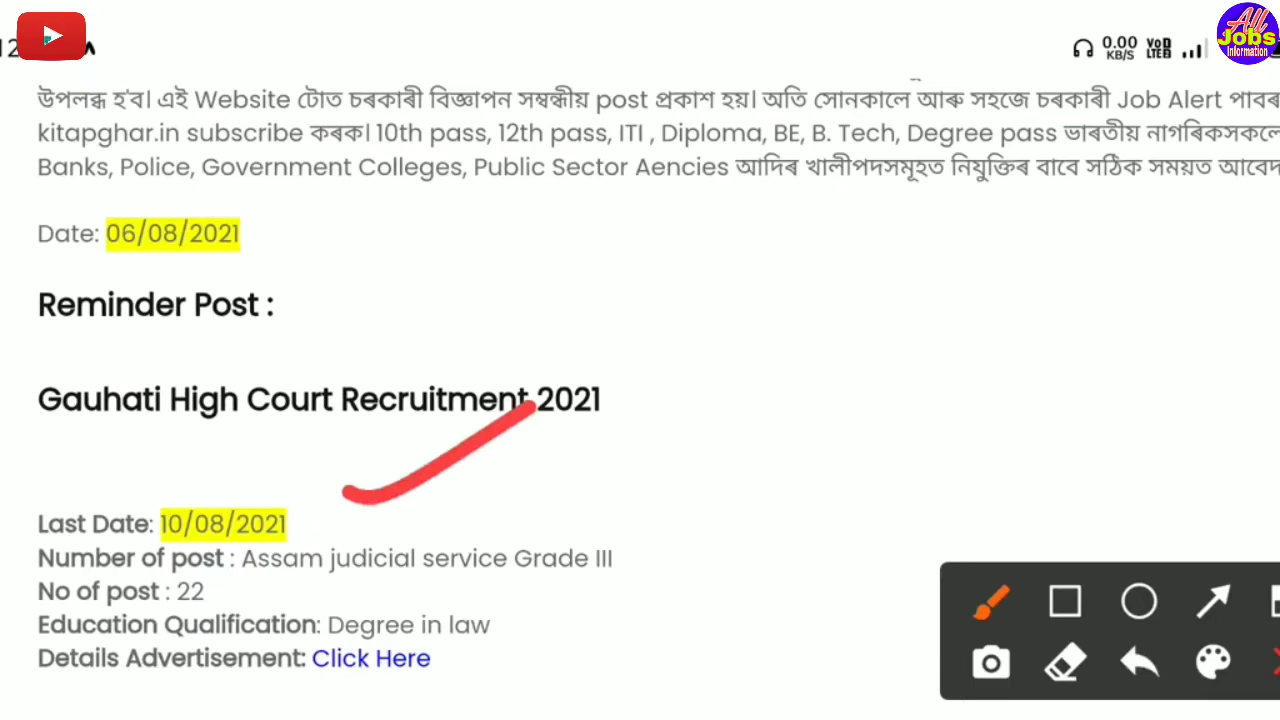 12
0.00
KB/S
VoD
LTE2
All
Jobs
Information
উপলব্ধ হ'ব। এই Website টোত চৰকাৰী বিজ্ঞাপন সম্বন্ধীয় post প্ৰকাশ হয়। অতি সোনকালে আৰু সহজে চৰকাৰী Job Alert পাবৰ
kitapghar.in subscribe কৰক। 10th pass, 12th pass, ITI , Diploma, BE, B. Tech, Degree pass ভাৰতীয় নাগৰিকসকলে
Banks, Police, Government Colleges, Public Sector Aencies আদিৰ খালীপদসমূহত নিযুক্তিৰ বাবে সঠিক সময়ত আবেদ
Date: 06/08/2021
Reminder Post :
Gauhati High Court Recruitment 2021
Last Date: 10/08/2021
Number of post : Assam judicial service Grade III
No of post : 22
Education Qualification: Degree in law
Details Advertisement: Click Here